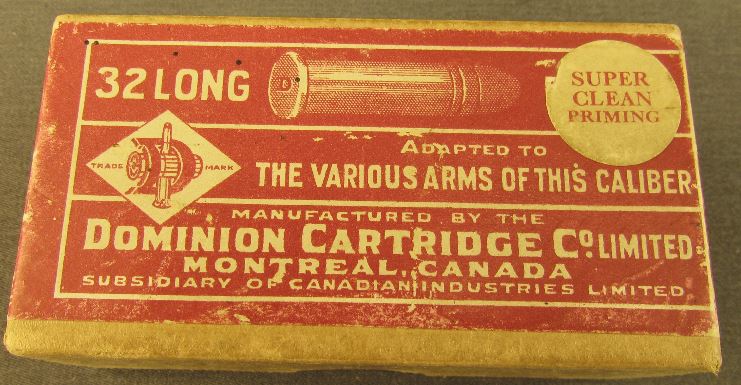 32 LONG
D
SUPER
CLEAN
PRIMING
ADAPTED TO
THE VARIOUS ARMS OF THIS CALIBER
TRADE MARK
MANUFACTURED BY THE
DOMINION CARTRIDGE Co. LIMITED
MONTREAL, CANADA
SUBSIDIARY OF CANADIAN INDUSTRIES LIMITED